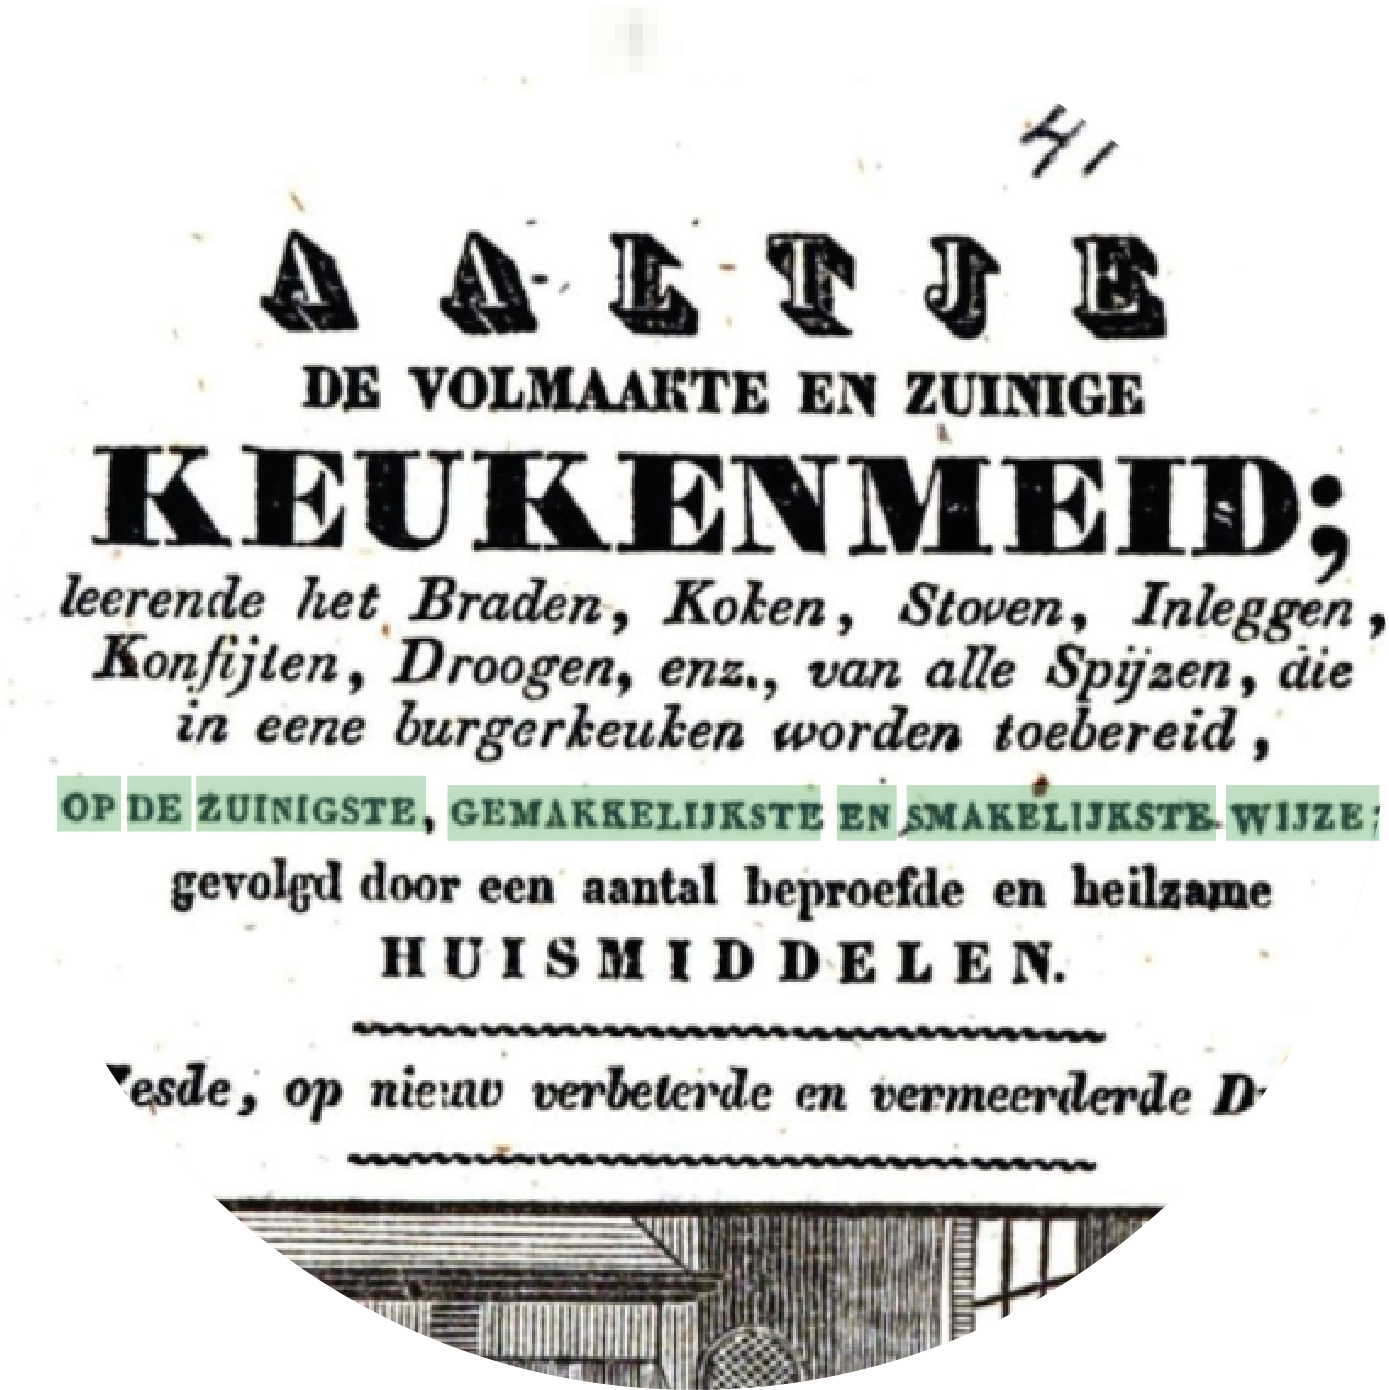 H1
AALTJE
DE VOLMAAKTE EN ZUINIGE
KEUKENMEID;
leerende het Braden, Koken, Stoven, Inleggen,
Konfijten, Droogen, enz., van alle Spijzen, die
in eene burgerkeuken worden toebereid,
OP DE ZUINIGSTE, GEMAKKELIJKSTE EN SMAKELIJKSTE WIJZE;
gevolgd door een aantal beproefde en heilzame
HUISMIDDELEN.
op nieuw verbeterde en vermeerderde